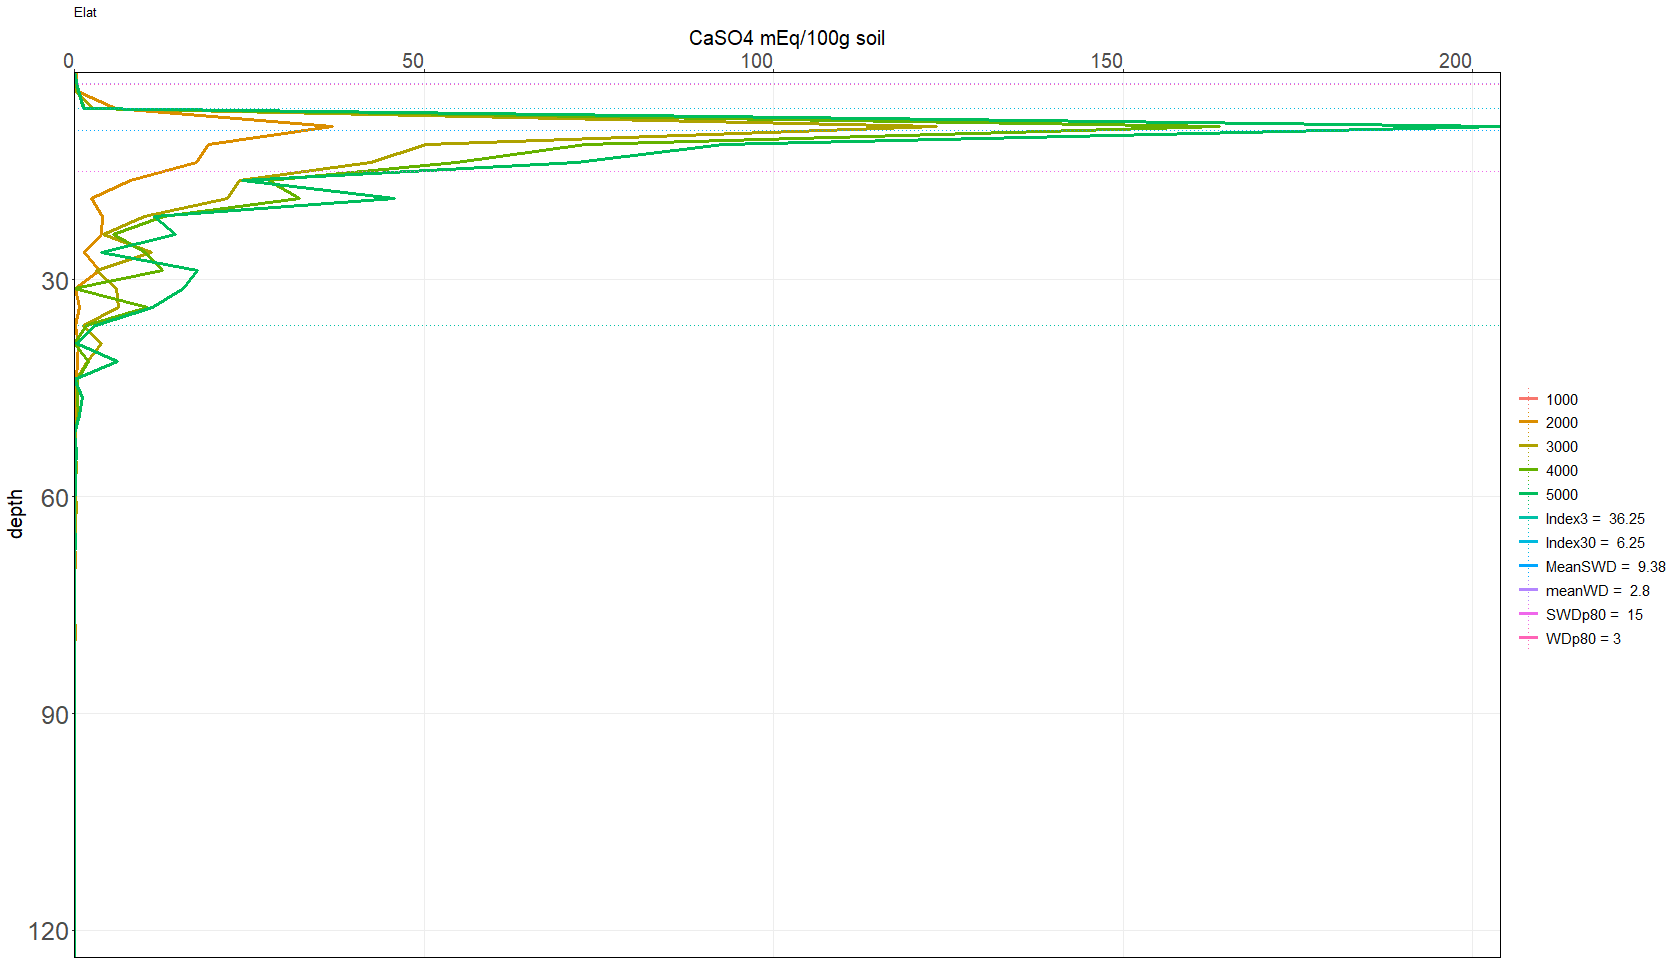 Elat
CaSO4 mEq/100g soil
0 50 100 150 200
30
60
90
120
depth
1000
2000
3000
4000
5000
Index3 =  36.25
Index30 =  6.25
MeanSWD =  9.38
meanWD =  2.8
SWDp80 =  15
WDp80 = 3